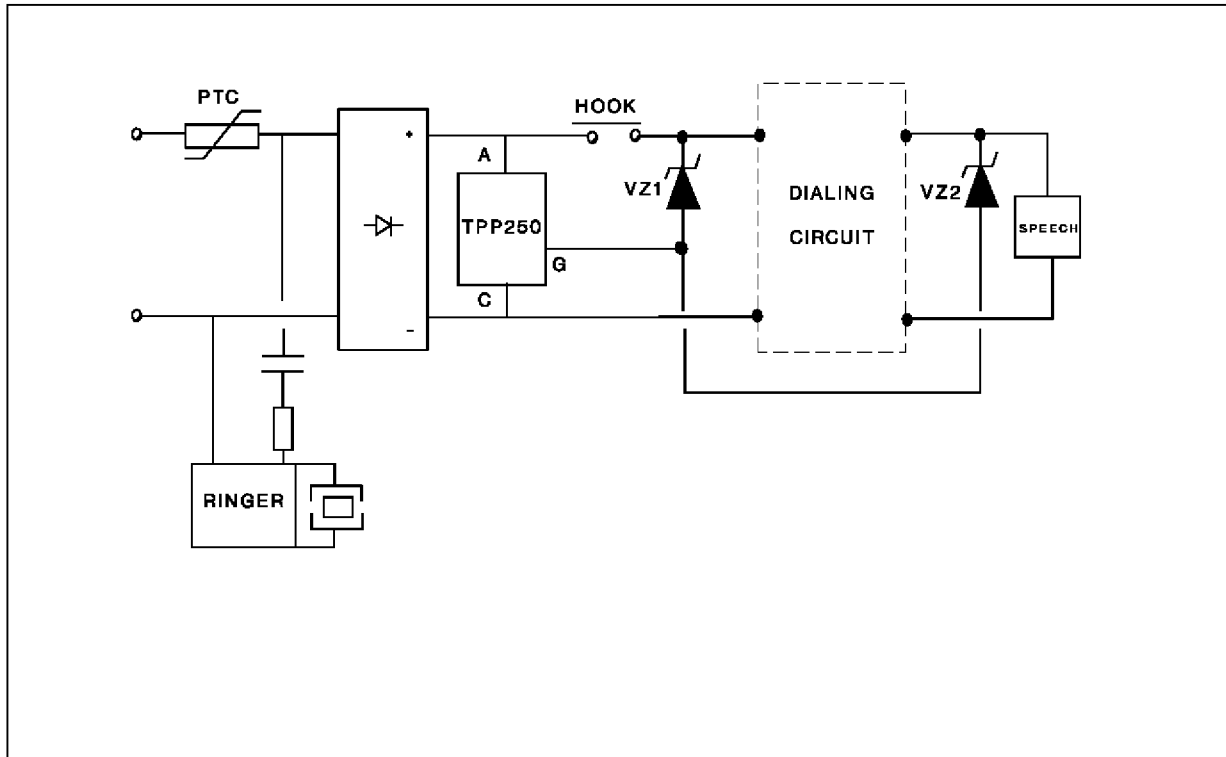 PTC
HOOK
+
A
VZ1
DIALING
CIRCUIT
VZ2
TPP250
SPEECH
G
C
-
RINGER